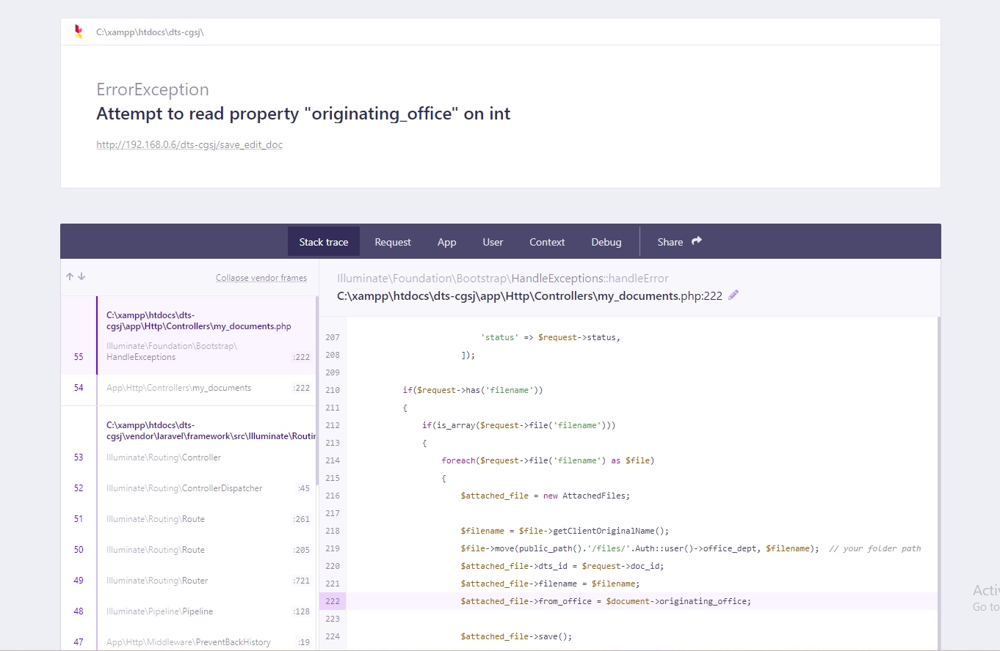 C:\xampp\htdocs\dts-cgsj\
ErrorException
Attempt to read property "originating_office" on int
http://192.168.0.6/dts-cgsj/save_edit_doc
Stack trace Request App User Context Debug Share
Collapse vendor frames
C:\xampp\htdocs\dts-
cgsj\app\Http\Controllers\my_documents.php
Illuminate\Foundation\Bootstrap\
55 HandleExceptions :222
54 App\Http\Controllers\my_documents :222
C:\xampp\htdocs\dts-
cgsj\vendor\laravel\framework\src\Illuminate\Routin
53 Illuminate\Routing\Controller
52 Illuminate\Routing\ControllerDispatcher :45
51 Illuminate\Routing\Route :261
50 Illuminate\Routing\Route :205
49 Illuminate\Routing\Router :721
48 Illuminate\Pipeline\Pipeline :128
47 App\Http\Middleware\PreventBackHistory :19
Illuminate\Foundation\Bootstrap\HandleExceptions::handleError
C:\xampp\htdocs\dts-cgsj\app\Http\Controllers\my_documents.php:222
207 'status' => $request->status,
208 ]);
209
210 if($request->has('filename'))
211 {
212 if(is_array($request->file('filename')))
213 {
214 foreach($request->file('filename') as $file)
215 {
216 $attached_file = new AttachedFiles;
217
218 $filename = $file->getClientOriginalName();
219 $file->move(public_path().'/files/'.Auth::user()->office_dept, $filename); // your folder path
220 $attached_file->dts_id = $request->doc_id;
221 $attached_file->filename = $filename;
222 $attached_file->from_office = $document->originating_office;
223
224 $attached_file->save();
Activ
Go to